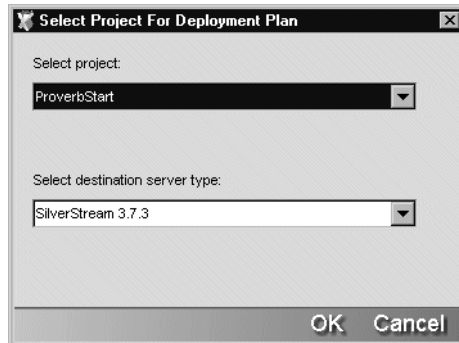 Select Project For Deployment Plan
Select project:
ProverbStart
Select destination server type:
SilverStream 3.7.3
OK Cancel